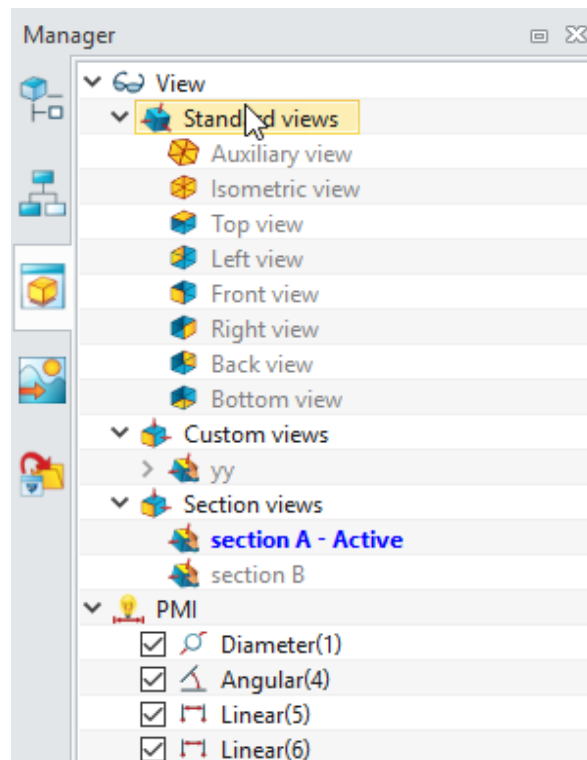 Manager
View
Standard views
Auxiliary view
Isometric view
Top view
Left view
Front view
Right view
Back view
Bottom view
Custom views
yy
Section views
section A - Active
section B
PMI
Diameter(1)
Angular(4)
Linear(5)
Linear(6)